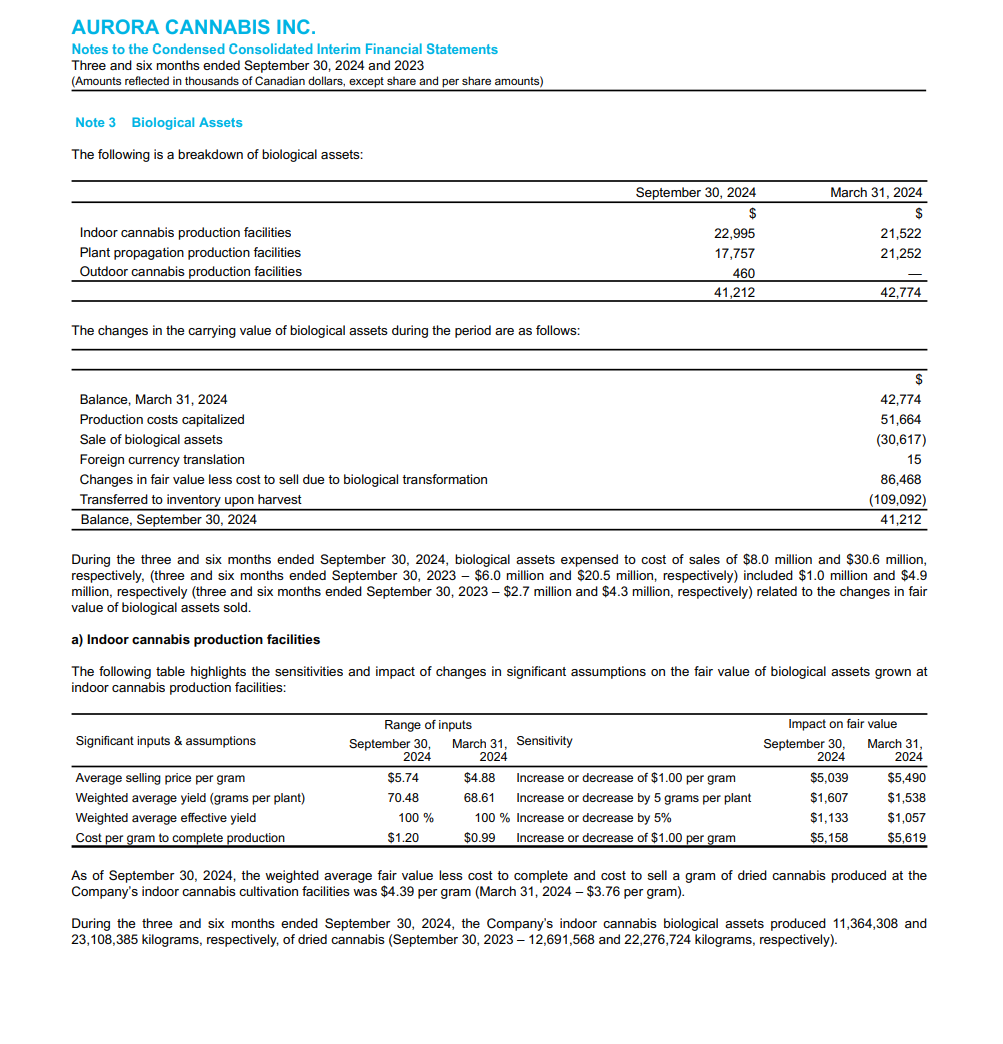 AURORA CANNABIS INC.
Notes to the Condensed Consolidated Interim Financial Statements
Three and six months ended September 30, 2024 and 2023
(Amounts reflected in thousands of Canadian dollars, except share and per share amounts)
Note 3 Biological Assets
The following is a breakdown of biological assets:
September 30, 2024 March 31, 2024
$ $
Indoor cannabis production facilities 22,995 21,522
Plant propagation production facilities 17,757 21,252
Outdoor cannabis production facilities 460 —
41,212 42,774
The changes in the carrying value of biological assets during the period are as follows:
$
Balance, March 31, 2024 42,774
Production costs capitalized 51,664
Sale of biological assets (30,617)
Foreign currency translation 15
Changes in fair value less cost to sell due to biological transformation 86,468
Transferred to inventory upon harvest (109,092)
Balance, September 30, 2024 41,212
During the three and six months ended September 30, 2024, biological assets expensed to cost of sales of $8.0 million and $30.6 million,
respectively, (three and six months ended September 30, 2023 – $6.0 million and $20.5 million, respectively) included $1.0 million and $4.9
million, respectively (three and six months ended September 30, 2023 – $2.7 million and $4.3 million, respectively) related to the changes in fair
value of biological assets sold.
a) Indoor cannabis production facilities
The following table highlights the sensitivities and impact of changes in significant assumptions on the fair value of biological assets grown at
indoor cannabis production facilities:
Range of inputs Impact on fair value
Significant inputs & assumptions September 30, March 31, Sensitivity September 30, March 31,
2024 2024 2024 2024
Average selling price per gram $5.74 $4.88 Increase or decrease of $1.00 per gram $5,039 $5,490
Weighted average yield (grams per plant) 70.48 68.61 Increase or decrease by 5 grams per plant $1,607 $1,538
Weighted average effective yield 100 % 100 % Increase or decrease by 5% $1,133 $1,057
Cost per gram to complete production $1.20 $0.99 Increase or decrease of $1.00 per gram $5,158 $5,619
As of September 30, 2024, the weighted average fair value less cost to complete and cost to sell a gram of dried cannabis produced at the
Company's indoor cannabis cultivation facilities was $4.39 per gram (March 31, 2024 – $3.76 per gram).
During the three and six months ended September 30, 2024, the Company's indoor cannabis biological assets produced 11,364,308 and
23,108,385 kilograms, respectively, of dried cannabis (September 30, 2023 – 12,691,568 and 22,276,724 kilograms, respectively).